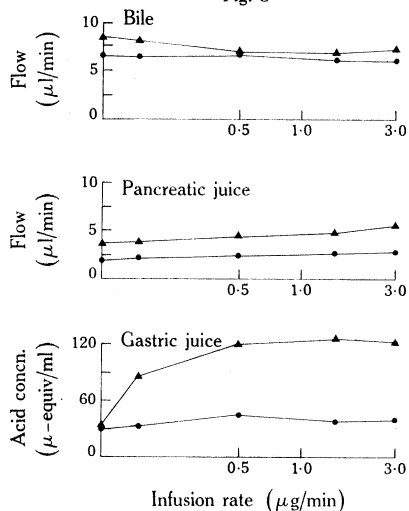 Bile
10
5
0
Flow
(μl/min)
0·5 1·0 3·0
Pancreatic juice
10
5
0
Flow
(μl/min)
0·5 1·0 3·0
Gastric juice
120
60
0
Acid concn.
(μ-equiv/ml)
0·5 1·0 3·0
Infusion rate (μg/min)